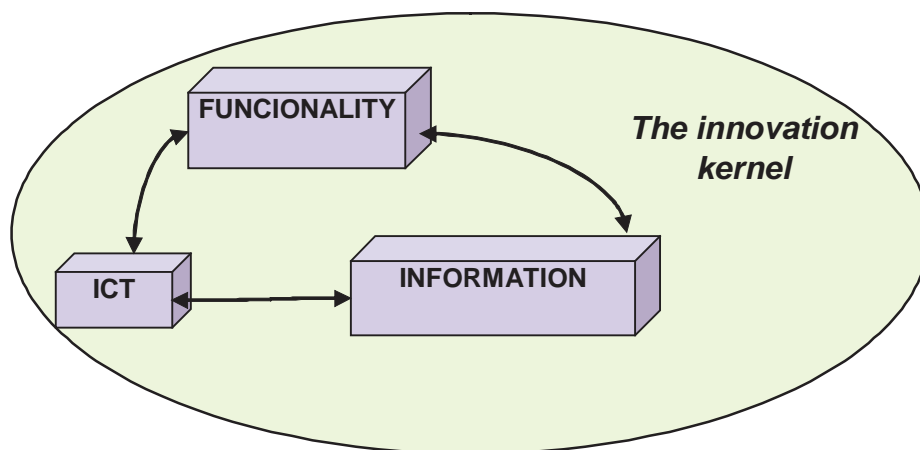 FUNCIONALITY
The innovation
kernel
ICT
INFORMATION